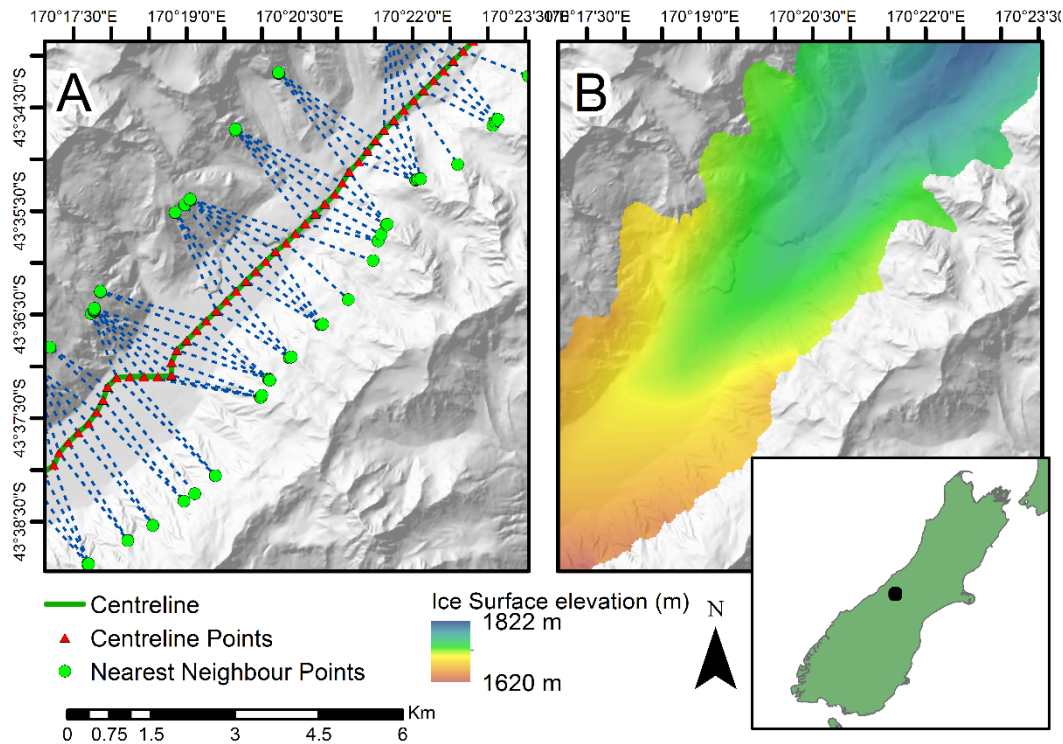 170°17'30"E 170°19'0"E 170°20'30"E 170°22'0"E 170°23'30"E
170°17'30"E 170°19'0"E 170°20'30"E 170°22'0"E 170°23'30"E
A
B
43°34'30"S
43°35'30"S
43°36'30"S
43°37'30"S
43°38'30"S
Centreline
Centreline Points
Nearest Neighbour Points
Km
0 0.75 1.5 3 4.5 6
Ice Surface elevation (m)
1822 m
1620 m
N